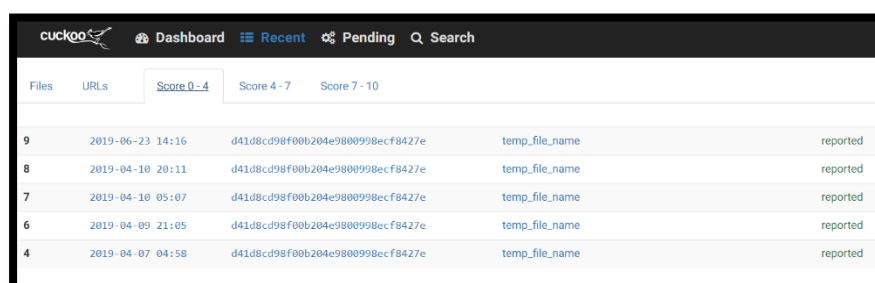 cuckoo Dashboard Recent Pending Search
Files URLs Score 0 - 4 Score 4 - 7 Score 7 - 10
9 2019-06-23 14:16 d41d8cd98f00b204e9800998ecf8427e temp_file_name reported
8 2019-04-10 20:11 d41d8cd98f00b204e9800998ecf8427e temp_file_name reported
7 2019-04-10 05:07 d41d8cd98f00b204e9800998ecf8427e temp_file_name reported
6 2019-04-09 21:05 d41d8cd98f00b204e9800998ecf8427e temp_file_name reported
4 2019-04-07 04:58 d41d8cd98f00b204e9800998ecf8427e temp_file_name reported